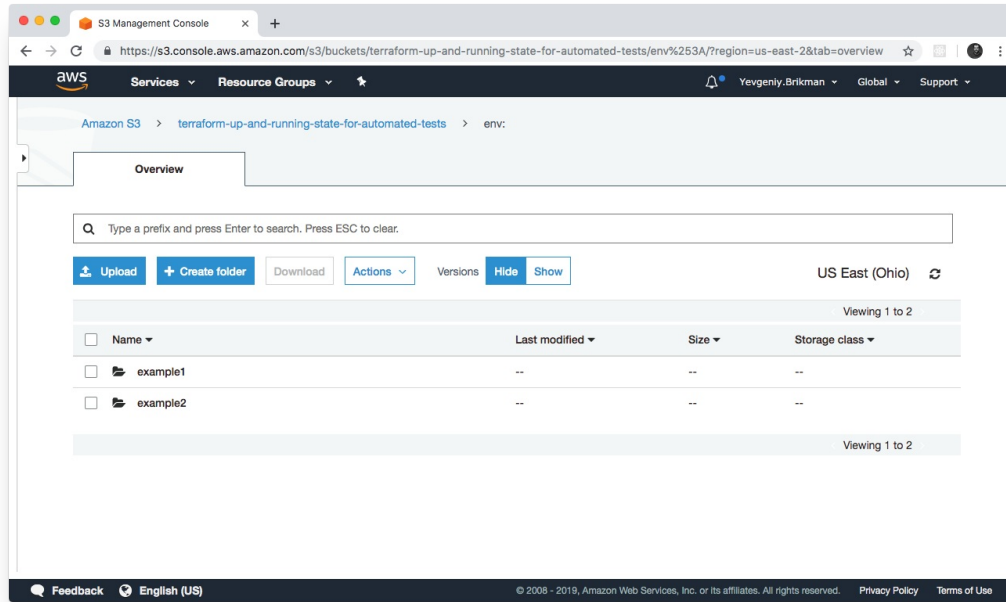 S3 Management Console
https://s3.console.aws.amazon.com/s3/buckets/terraform-up-and-running-state-for-automated-tests/env%253A/?region=us-east-2&tab=overview
aws Services Resource Groups Yevgeniy.Brikman Global Support
Amazon S3 > terraform-up-and-running-state-for-automated-tests > env:
Overview
Type a prefix and press Enter to search. Press ESC to clear.
Upload + Create folder Download Actions Versions Hide Show US East (Ohio)
Viewing 1 to 2
Name Last modified Size Storage class
example1 -- -- --
example2 -- -- --
Viewing 1 to 2
Feedback English (US) © 2008 - 2019, Amazon Web Services, Inc. or its affiliates. All rights reserved. Privacy Policy Terms of Use